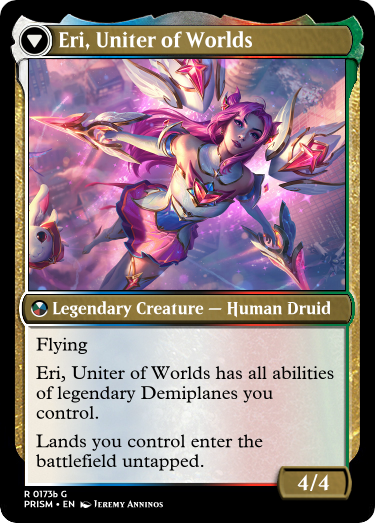 Eri, Uniter of Worlds
Legendary Creature — Human Druid
Flying
Eri, Uniter of Worlds has all abilities
of legendary Demiplanes you
control.
Lands you control enter the
battlefield untapped.
4/4
R 0173b G
PRISM • EN Jeremy Anninos